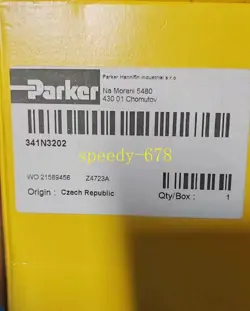 Parker
Parker Hannifin Industrial s.r.o.
Na Morani 5480
430 01 Chomutov
341N3202
speedy-678
WO 21589456 Z4723A
Origin : Czech Republic
Qty/Box : 1